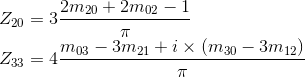 Z_{20} = 3\frac{2m_{20} + 2m_{02} - 1}{\pi}
Z_{33} = 4\frac{m_{03} - 3m_{21} + i \times (m_{30} - 3m_{12})}{\pi}